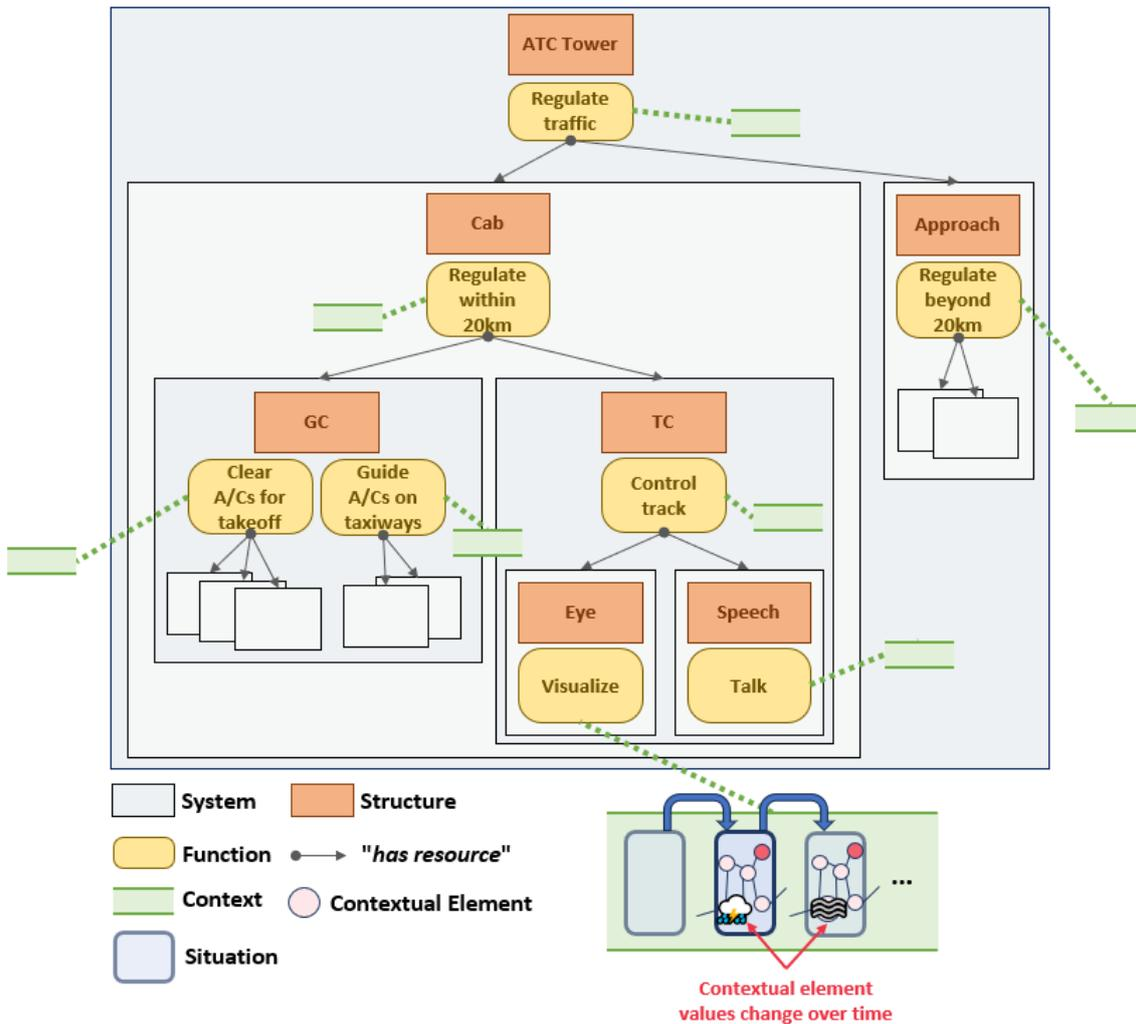 ATC Tower
Regulate
traffic
Cab
Approach
Regulate
within
20km
Regulate
beyond
20km
GC
TC
Clear
A/Cs for
takeoff
Guide
A/Cs on
taxiways
Control
track
Eye
Speech
Visualize
Talk
System
Structure
Function
"has resource"
Context
Contextual Element
Situation
...
Contextual element
values change over time